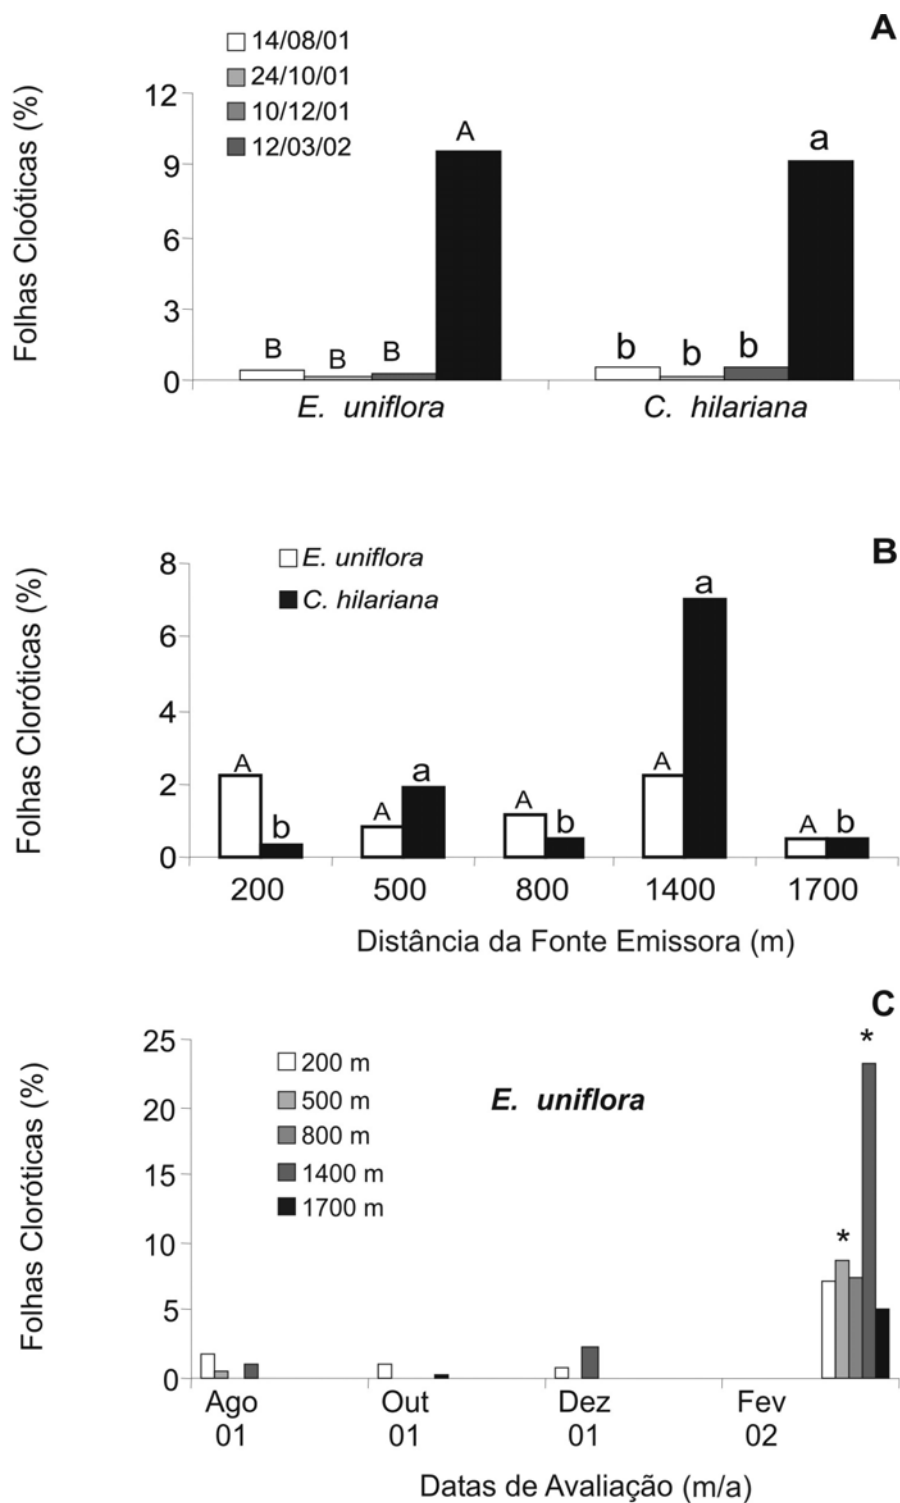 A
14/08/01
24/10/01
10/12/01
12/03/02
Folhas Cloóticas (%)
12
9
6
3
0
B
B
B
A
b
b
b
a
E. uniflora
C. hilariana
B
E. uniflora
C. hilariana
Folhas Cloróticas (%)
8
6
4
2
0
A
b
A
a
A
b
A
a
A
b
200
500
800
1400
1700
Distância da Fonte Emissora (m)
C
200 m
500 m
800 m
1400 m
1700 m
E. uniflora
Folhas Cloróticas (%)
25
20
15
10
5
0
*
*
Ago
01
Out
01
Dez
01
Fev
02
Datas de Avaliação (m/a)